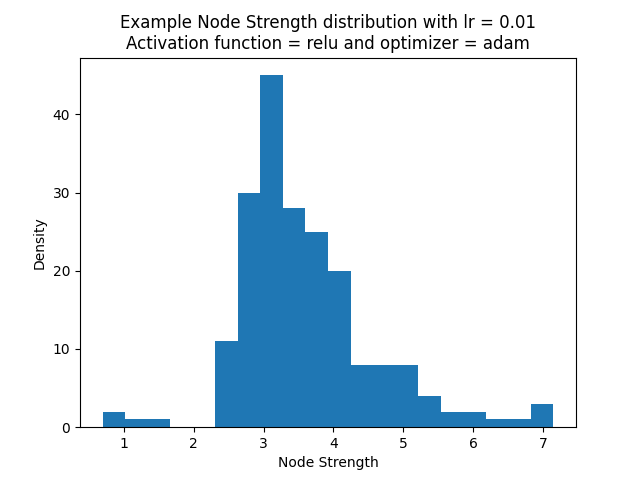 Example Node Strength distribution with lr = 0.01
Activation function = relu and optimizer = adam
40
30
20
10
0
Density
1 2 3 4 5 6 7
Node Strength